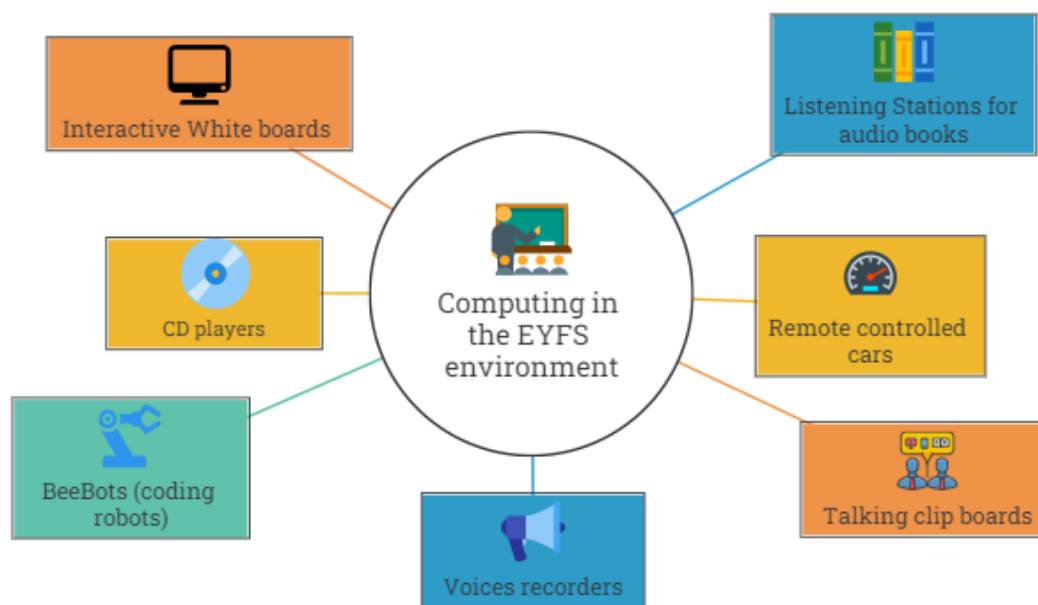 Interactive White boards
Listening Stations for
audio books
Computing in
the EYFS
environment
CD players
Remote controlled
cars
BeeBots (coding
robots)
Talking clip boards
Voices recorders